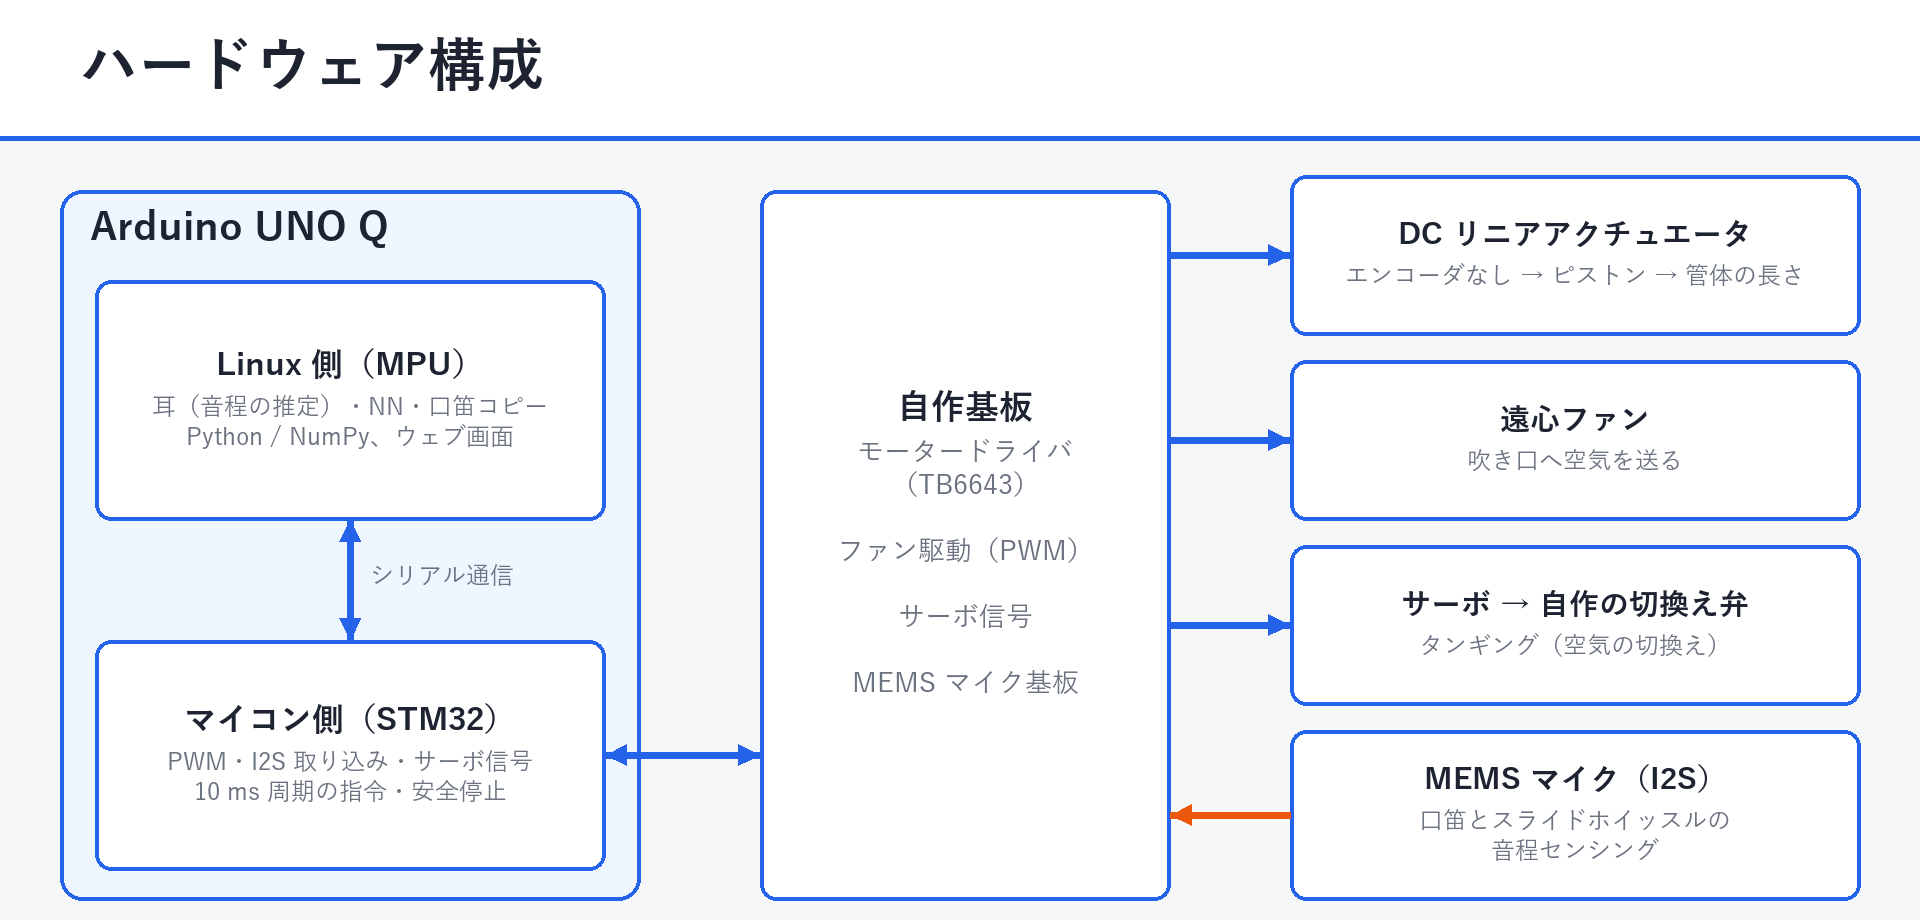 ハードウェア構成
Arduino UNO Q
Linux 側（MPU）
耳（音程の推定）・NN・口笛コピー
Python / NumPy、ウェブ画面
シリアル通信
マイコン側（STM32）
PWM・I2S 取り込み・サーボ信号
10 ms 周期の指令・安全停止
自作基板
モータードライバ
（TB6643）
ファン駆動（PWM）
サーボ信号
MEMS マイク基板
DC リニアアクチュエータ
エンコーダなし → ピストン → 管体の長さ
遠心ファン
吹き口へ空気を送る
サーボ → 自作の切換え弁
タンギング（空気の切換え）
MEMS マイク（I2S）
口笛とスライドホイッスルの
音程センシング